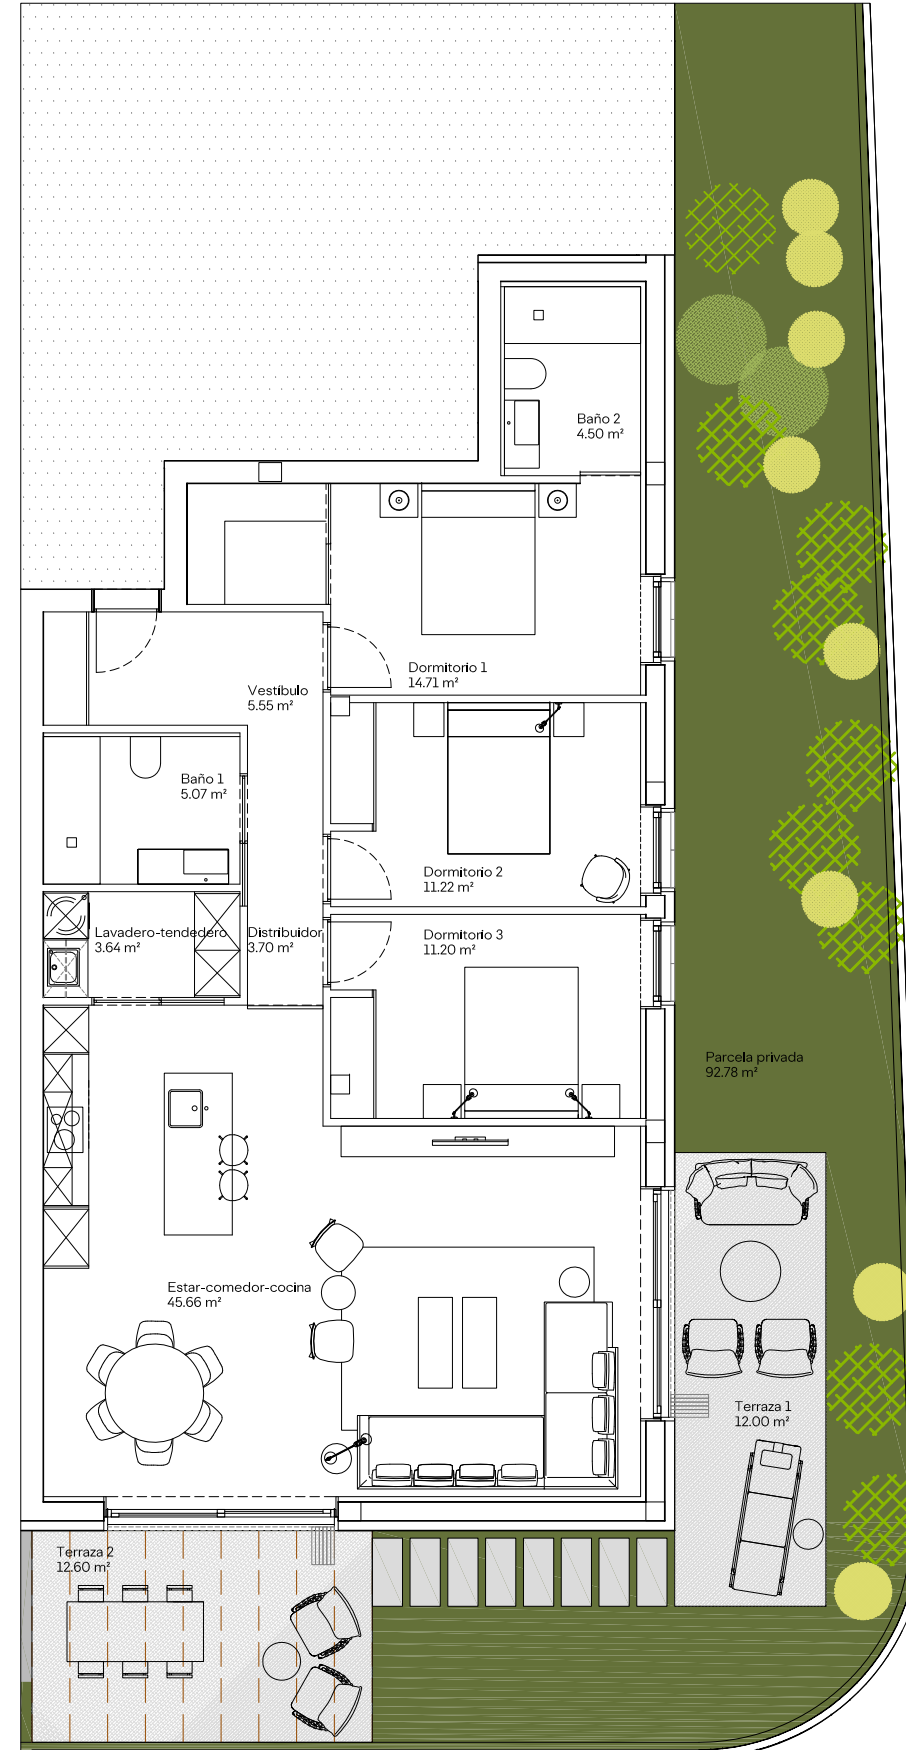 Baño 2
4.50 m²
Dormitorio 1
14.71 m²
Vestíbulo
5.55 m²
Baño 1
5.07 m²
Dormitorio 2
11.22 m²
Lavadero-tendedero
3.64 m²
Distribuidor
3.70 m²
Dormitorio 3
11.20 m²
Parcela privada
92.78 m²
Estar-comedor-cocina
45.66 m²
Terraza 1
12.00 m²
Terraza 2
12.60 m²